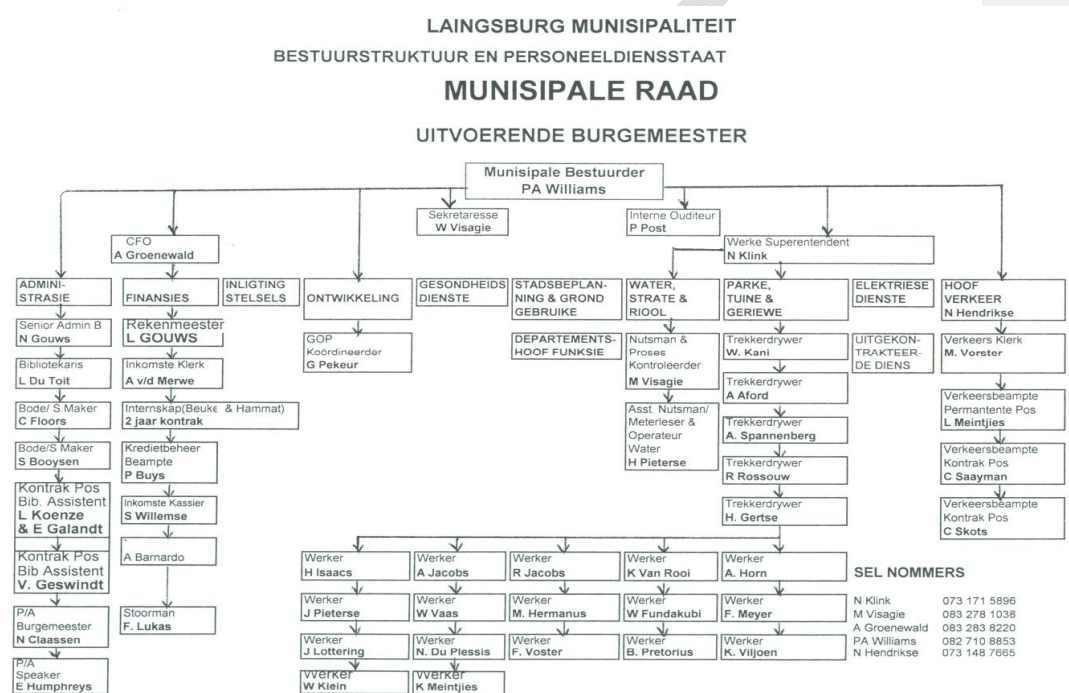 LAINGSBURG MUNISIPALITEIT
BESTUURSTRUKTUUR EN PERSONEELDIENSSTAAT
MUNISIPALE RAAD
UITVOERENDE BURGEMEESTER
Munisipale Bestuurder
PA Williams
Sekretaresse
W Visagie
Interne Ouditeur
P Post
CFO
A Groenewald
Werke Superentendent
N Klink
ADMINI-
STRASIE
FINANSIES
INLIGTING
STELSELS
ONTWIKKELING
GESONDHEIDS
DIENSTE
STADSBEPLAN-
NING & GROND
GEBRUIKE
WATER,
STRATE &
RIOOL
PARKE,
TUINE &
GERIEWE
ELEKTRIESE
DIENSTE
HOOF
VERKEER
N Hendrikse
Senior Admin B
N Gouws
Bibliotekaris
L Du Toit
Bode/ S.Maker
C Floors
Bode/S Maker
S Booysen
Kontrak Pos
Bib. Assistent
L Koenze
& E Galandt
Kontrak Pos
Bib Assistent
V. Geswindt
P/A
Burgemeester
N Claassen
P/A
Speaker
E Humphreys
Rekenmeester
L GOUWS
Inkomste Klerk
A v/d Merwe
Internskap(Beuke & Hammat)
2 jaar kontrak
Kredietbeheer
Beampte
P Buys
Inkomste Kassier
S Willemse
A Barnardo
Stoorman
F. Lukas
GOP
Koördineerder
G Pekeur
DEPARTEMENTS-
HOOF FUNKSIE
Nutsman &
Proses
Kontroleerder
M Visagie
Asst. Nutsman/
Meterleser &
Operateur
Water
H Pieterse
Trekkerdrywer
W. Kani
Trekkerdrywer
A Aford
Trekkerdrywer
A. Spannenberg
Trekkerdrywer
R Rossouw
Trekkerdrywer
H. Gertse
UITGEKON-
TRAKTEER-
DE DIENS
Verkeers Klerk
M. Vorster
Verkeersbeampte
Permantente Pos
L Meintjies
Verkeersbeampte
Kontrak Pos
C Saayman
Verkeersbeampte
Kontrak Pos
C Skots
Werker
H Isaacs
Werker
A Jacobs
Werker
R Jacobs
Werker
K Van Rooi
Werker
A. Horn
Werker
J Pieterse
Werker
W Vaas
Werker
M. Hermanus
Werker
W Fundakubi
Werker
F. Meyer
Werker
J Lottering
Werker
N. Du Plessis
Werker
F. Voster
Werker
B. Pretorius
Werker
K. Viljoen
Werker
W Klein
Werker
K Meintjies
SEL NOMMERS
N Klink 073 171 5896
M Visagie 083 278 1038
A Groenewald 083 283 8220
PA Williams 082 710 8853
N Hendrikse 073 148 7665